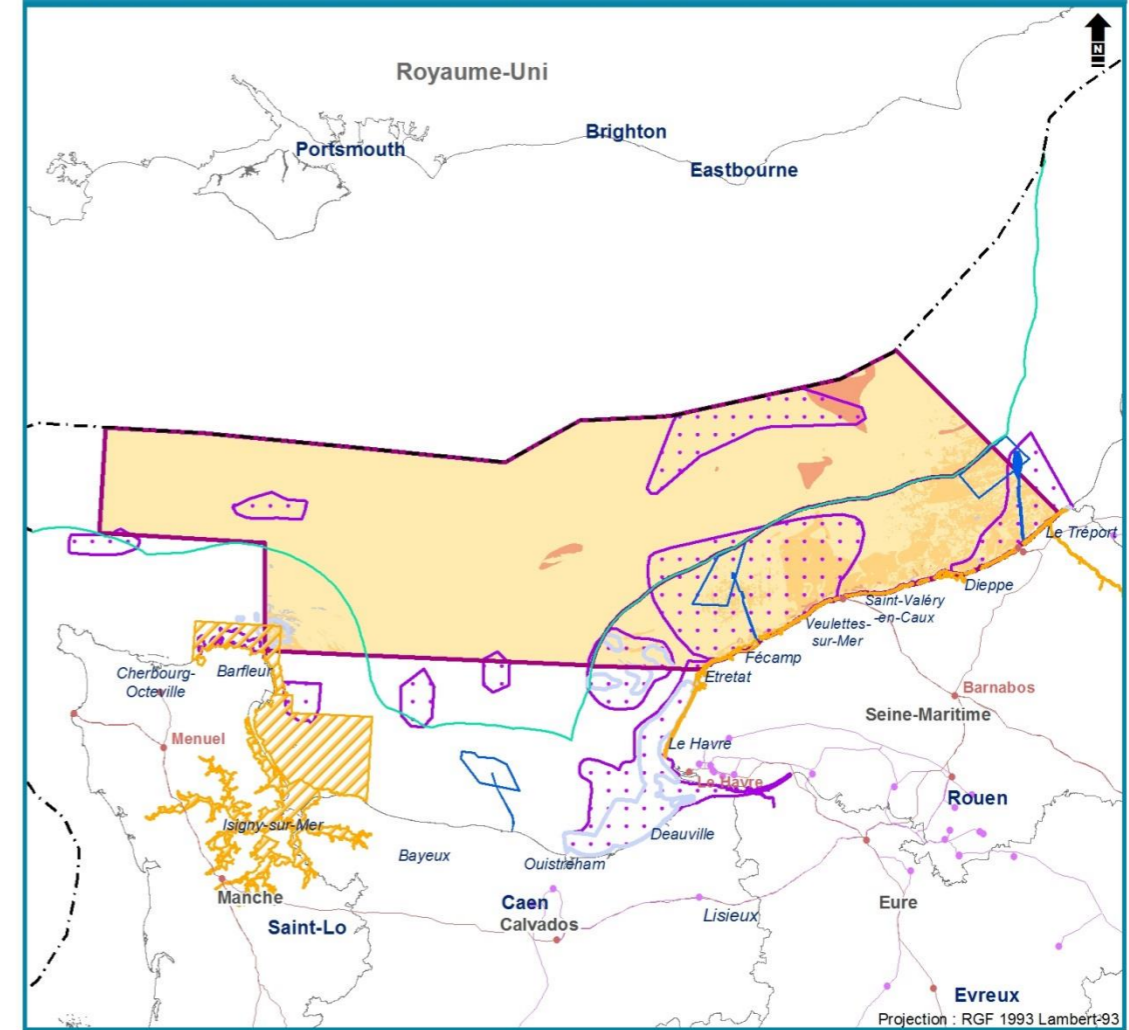 N
Royaume-Uni
Brighton
Portsmouth
Eastbourne
Le Tréport
Dieppe
Saint-Valéry
-en-Caux
Veulettes-
sur-Mer
Fécamp
Etretat
Cherbourg-
Octeville
Barfleur
Barnabos
Seine-Maritime
Menuel
Le Havre
Le Havre
Rouen
Isigny-sur-Mer
Deauville
Bayeux
Ouistreham
Manche
Caen
Calvados
Lisieux
Eure
Saint-Lo
Evreux
Projection : RGF 1993 Lambert-93